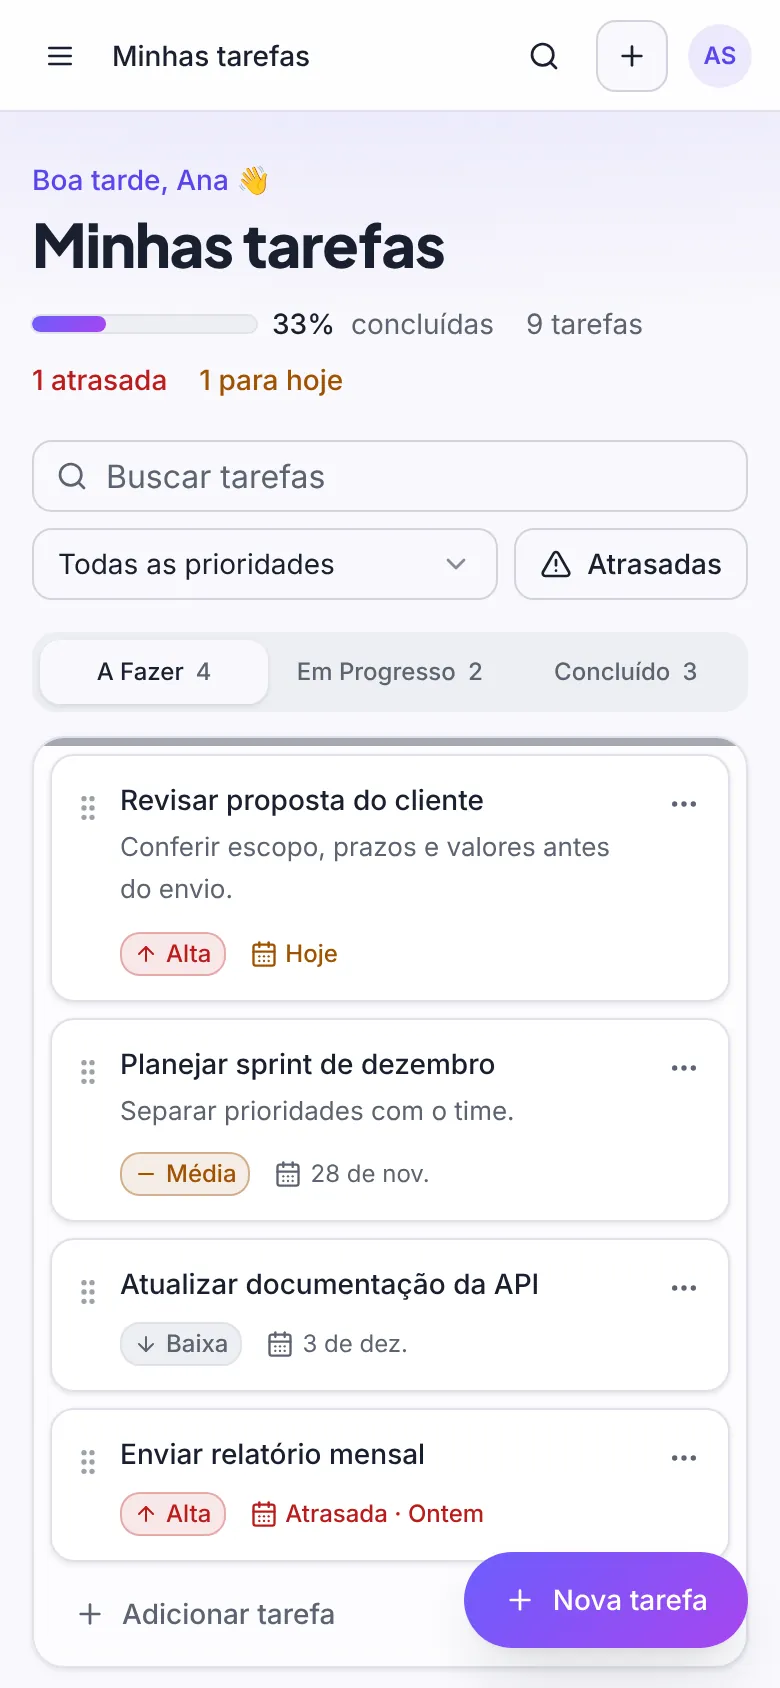 Minhas tarefas
AS
Boa tarde, Ana 👋
Minhas tarefas
33% concluídas 9 tarefas
1 atrasada 1 para hoje
Buscar tarefas
Todas as prioridades
Atrasadas
A Fazer 4
Em Progresso 2
Concluído 3
Revisar proposta do cliente
Conferir escopo, prazos e valores antes
do envio.
Alta
Hoje
Planejar sprint de dezembro
Separar prioridades com o time.
Média
28 de nov.
Atualizar documentação da API
Baixa
3 de dez.
Enviar relatório mensal
Alta
Atrasada · Ontem
Adicionar tarefa
Nova tarefa